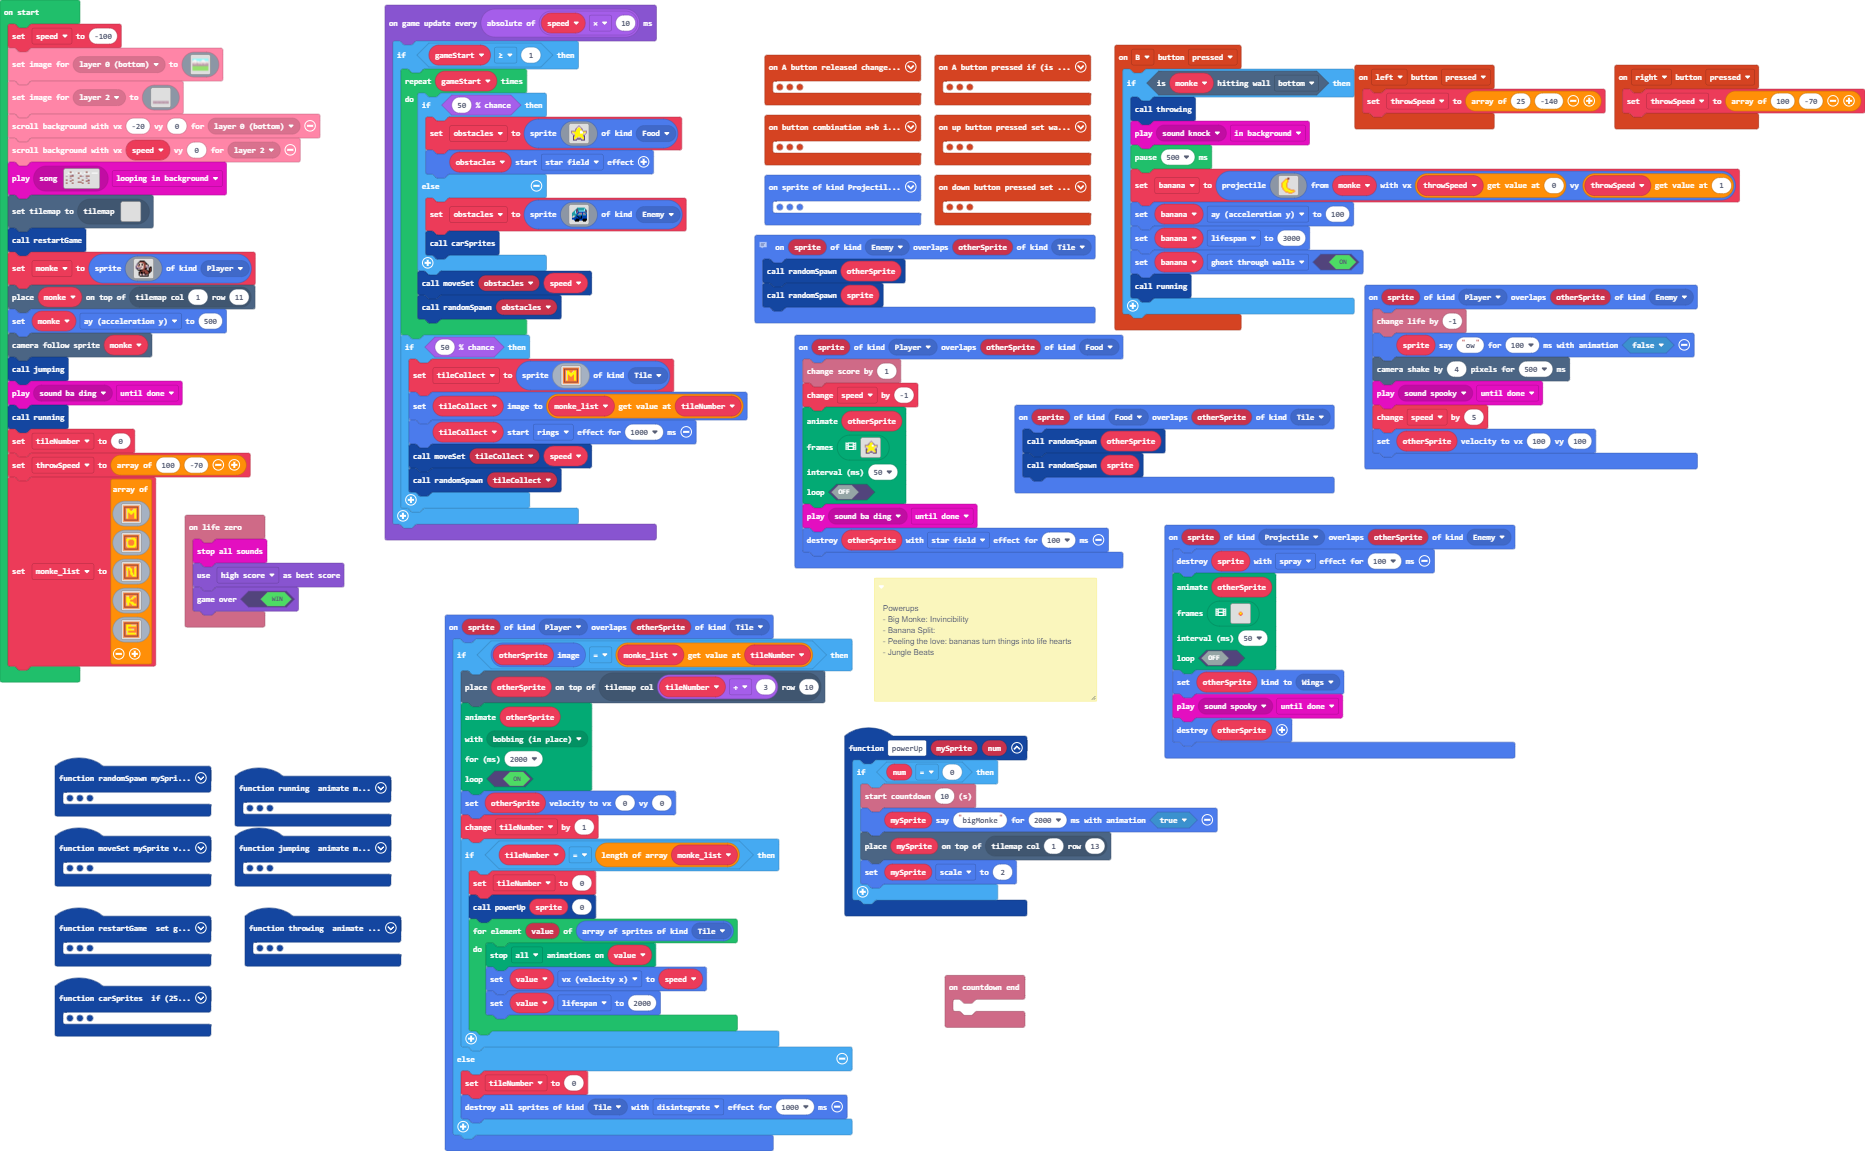 on start
set speed to -100
set image for layer 0 (bottom) to
set image for layer 2 to
scroll background with vx -20 vy 0 for layer 0 (bottom)
scroll background with vx speed vy 0 for layer 2
play song looping in background
set tilemap to tilemap
call restartGame
set monke to sprite of kind Player
place monke on top of tilemap col 1 row 11
set monke ay (acceleration y) to 500
camera follow sprite monke
call jumping
play sound ba ding until done
call running
set tileNumber to 0
set throwSpeed to array of 100 -70
set monke_list to array of
M
O
N
K
E
on life zero
stop all sounds
use high score as best score
game over WIN
on game update every absolute of speed × 10 ms
if gameStart ≥ 1 then
repeat gameStart times
do if 50 % chance then
set obstacles to sprite of kind Food
obstacles start star field effect
else
set obstacles to sprite of kind Enemy
call carSprites
call moveSet obstacles speed
call randomSpawn obstacles
if 50 % chance then
set tileCollect to sprite M of kind Tile
set tileCollect image to monke_list get value at tileNumber
tileCollect start rings effect for 1000 ms
call moveSet tileCollect speed
call randomSpawn tileCollect
on A button released change...
on A button pressed if (is ...
on button combination a+b i...
on up button pressed set wa...
on sprite of kind Projectil...
on down button pressed set ...
on sprite of kind Enemy overlaps otherSprite of kind Tile
call randomSpawn otherSprite
call randomSpawn sprite
on B button pressed
if is monke hitting wall bottom then
call throwing
play sound knock in background
pause 500 ms
set banana to projectile from monke with vx throwSpeed get value at 0 vy throwSpeed get value at 1
set banana ay (acceleration y) to 100
set banana lifespan to 3000
set banana ghost through walls ON
call running
on left button pressed
set throwSpeed to array of 25 -140
on right button pressed
set throwSpeed to array of 100 -70
on sprite of kind Player overlaps otherSprite of kind Enemy
change life by -1
sprite say "ow" for 100 ms with animation false
camera shake by 4 pixels for 500 ms
play sound spooky until done
change speed by 5
set otherSprite velocity to vx 100 vy 100
on sprite of kind Player overlaps otherSprite of kind Food
change score by 1
change speed by -1
animate otherSprite
frames
interval (ms) 50
loop OFF
play sound ba ding until done
destroy otherSprite with star field effect for 100 ms
on sprite of kind Food overlaps otherSprite of kind Tile
call randomSpawn otherSprite
call randomSpawn sprite
on sprite of kind Projectile overlaps otherSprite of kind Enemy
destroy sprite with spray effect for 100 ms
animate otherSprite
frames
interval (ms) 50
loop OFF
set otherSprite kind to Wings
play sound spooky until done
destroy otherSprite
Powerups
- Big Monke: Invincibility
- Banana Split:
- Peeling the love: bananas turn things into life hearts
- Jungle Beats
on sprite of kind Player overlaps otherSprite of kind Tile
if otherSprite image = monke_list get value at tileNumber then
place otherSprite on top of tilemap col tileNumber + 3 row 10
animate otherSprite
with bobbing (in place)
for (ms) 2000
loop ON
set otherSprite velocity to vx 0 vy 0
change tileNumber by 1
if tileNumber = length of array monke_list then
set tileNumber to 0
call powerUp sprite 0
for element value of array of sprites of kind Tile
do stop all animations on value
set value vx (velocity x) to speed
set value lifespan to 2000
else
set tileNumber to 0
destroy all sprites of kind Tile with disintegrate effect for 1000 ms
function powerUp mySprite num
if num = 0 then
start countdown 10 (s)
mySprite say "bigMonke" for 2000 ms with animation true
place mySprite on top of tilemap col 1 row 13
set mySprite scale to 2
on countdown end
function randomSpawn mySpri...
function running animate m...
function moveSet mySprite v...
function jumping animate m...
function restartGame set g...
function throwing animate ...
function carSprites if (25...